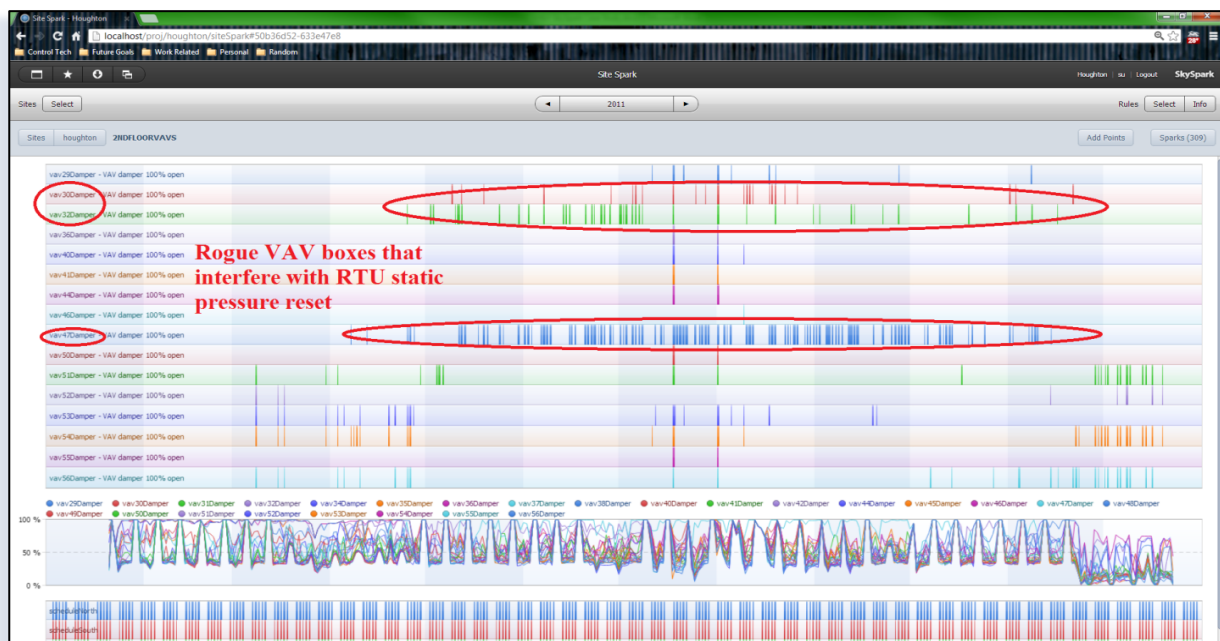 Site Spark - Houghton
localhost/proj/houghton/siteSpark#50b36d52-633e47e8
Control Tech Future Goals Work Related Personal Random
Site Spark
Houghton | su | Logout SkySpark
Sites Select 2011 Rules Select Info
Sites houghton 2NDFLOORVAVS Add Points Sparks (309)
vav29Damper - VAV damper 100% open
vav30Damper - VAV damper 100% open
vav32Damper - VAV damper 100% open
vav36Damper - VAV damper 100% open
vav40Damper - VAV damper 100% open
vav41Damper - VAV damper 100% open
vav44Damper - VAV damper 100% open
vav46Damper - VAV damper 100% open
vav47Damper - VAV damper 100% open
vav50Damper - VAV damper 100% open
vav51Damper - VAV damper 100% open
vav52Damper - VAV damper 100% open
vav53Damper - VAV damper 100% open
vav54Damper - VAV damper 100% open
vav55Damper - VAV damper 100% open
vav56Damper - VAV damper 100% open
Rogue VAV boxes that
interfere with RTU static
pressure reset
vav29Damper vav30Damper vav31Damper vav32Damper vav34Damper vav35Damper vav36Damper vav37Damper vav38Damper vav40Damper vav41Damper vav42Damper vav44Damper vav45Damper vav46Damper vav47Damper vav48Damper
vav49Damper vav50Damper vav51Damper vav52Damper vav53Damper vav54Damper vav55Damper vav56Damper
100 %
50 %
0 %
scheduleNorth
scheduleSouth